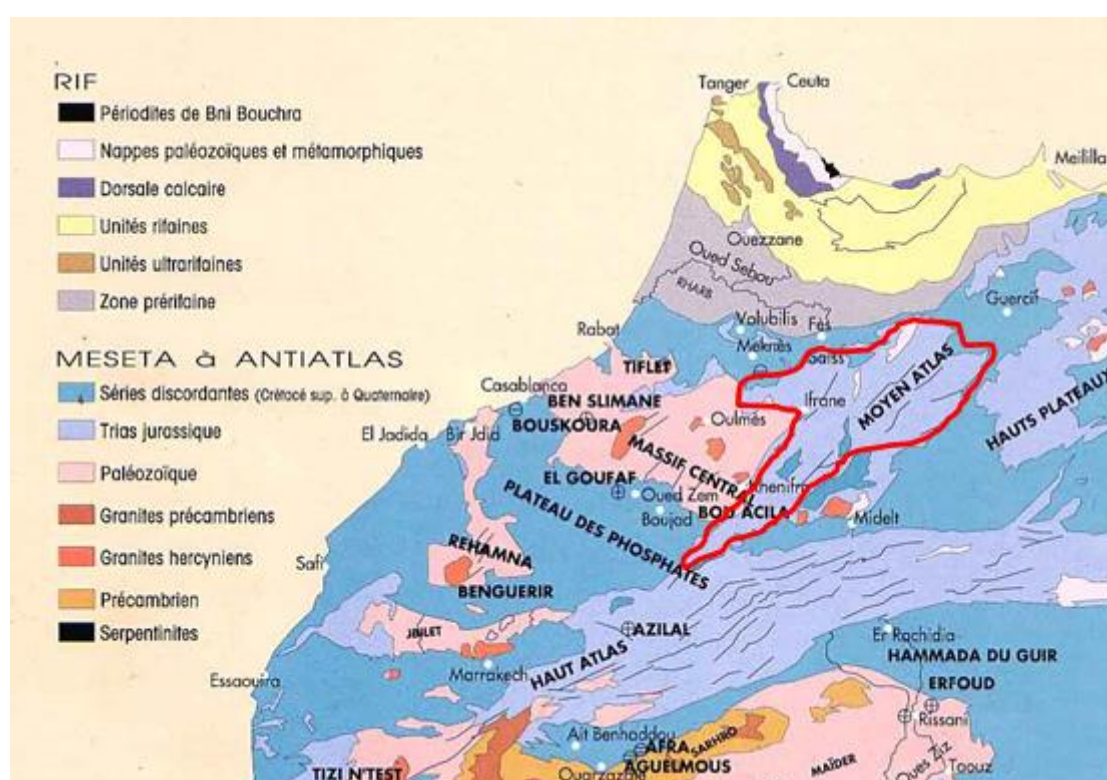 RIF
Périodites de Bni Bouchra
Nappes paléozoïques et métamorphiques
Dorsale calcaire
Unités rifaines
Unités ultrarifaines
Zone prérifaine
MESETA à ANTIATLAS
Séries discordantes (Crétacé sup. à Quaternaire)
Trias jurassique
Paléozoïque
Granites précambriens
Granites hercyniens
Précambrien
Serpentinites
Tanger
Ceuta
Melilla
Ouezzane
Oued Sebou
RHARB
Guercif
Volubilis
Fès
Rabat
Meknès
Saïss
TIFLET
Casablanca
BEN SLIMANE
Ifrane
MOYEN ATLAS
El Jadida
Bir Jdid
BOUSKOURA
Oulmès
HAUTS PLATEAUX
MASSIF CENTRAL
EL GOUFAF
Oued Zem
Khenifra
PLATEAU DES PHOSPHATES
Boujad
BOU ACILA
Midelt
Safi
REHAMNA
BENGUERIR
JBILET
AZILAL
Er Rachidia
HAMMADA DU GUIR
Marrakech
HAUT ATLAS
Essaouira
ERFOUD
Rissani
Ait Benhaddou
AFRA
SARHRO
TIZI N'TEST
Ouarzazate
AGUELMOUS
MAÏDER
Oues Ziz
Taouz